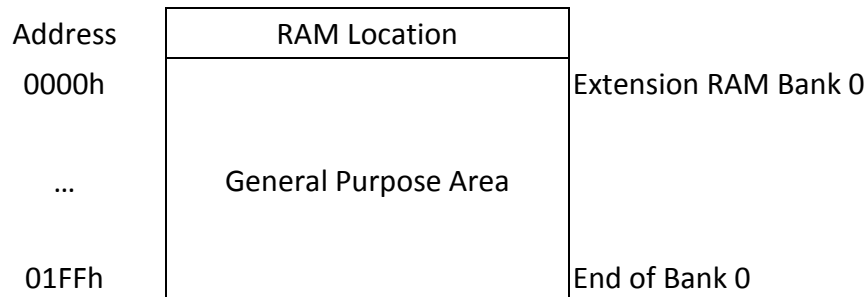 Address RAM Location
0000h Extension RAM Bank 0
… General Purpose Area
01FFh End of Bank 0